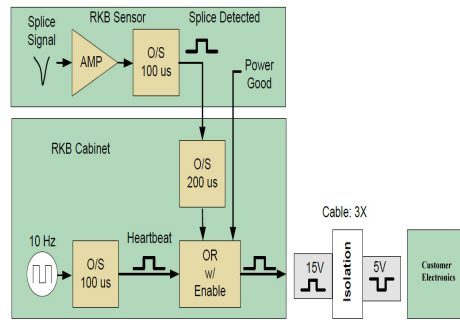 Splice
Signal
RKB Sensor
Splice Detected
AMP
O/S
100 us
Power
Good
RKB Cabinet
O/S
200 us
Cable: 3X
10 Hz
O/S
100 us
Heartbeat
OR
w/
Enable
15V
Isolation
5V
Customer
Electronics